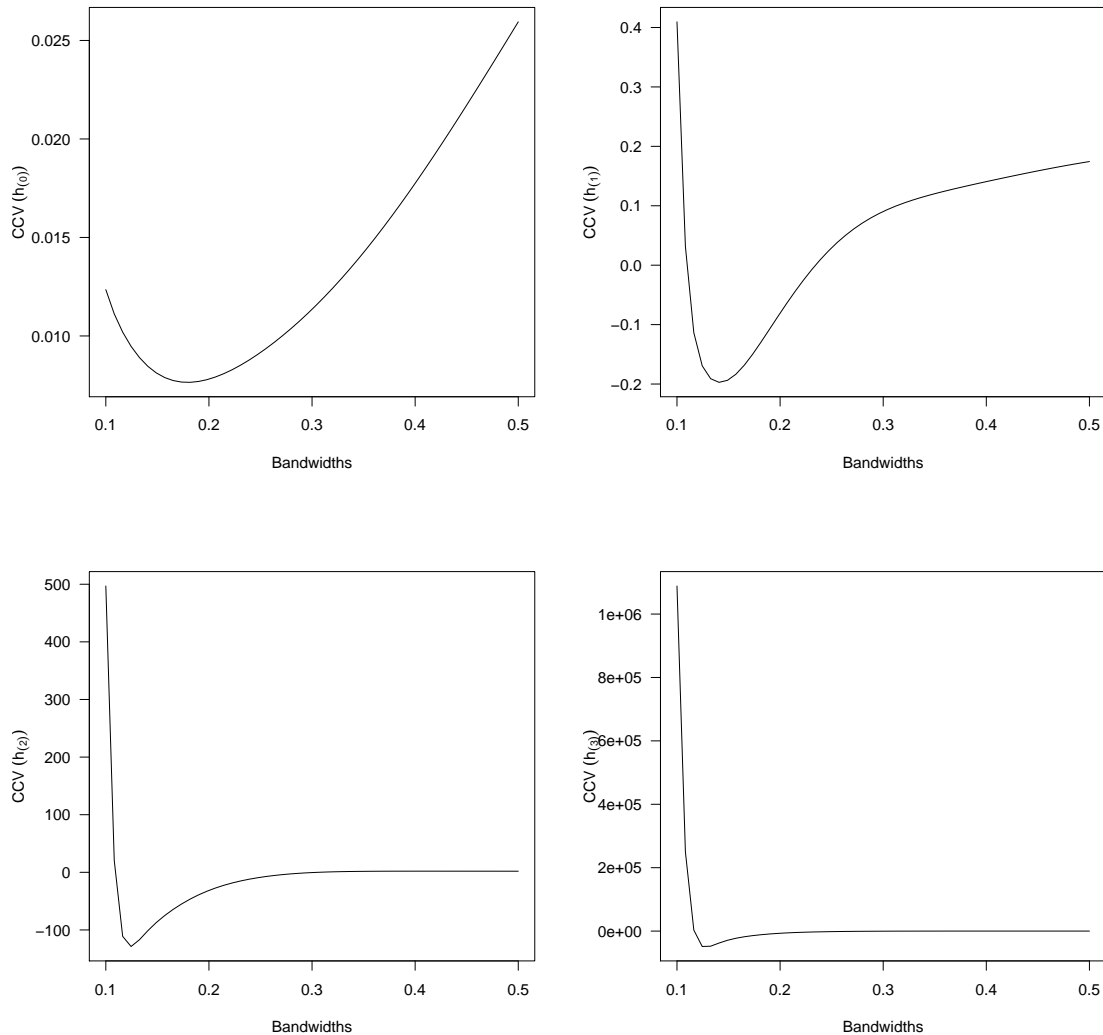 0.025
0.020
0.015
0.010
CCV (h(0))
0.1 0.2 0.3 0.4 0.5
Bandwidths
0.4
0.3
0.2
0.1
0.0
−0.1
−0.2
CCV (h(1))
0.1 0.2 0.3 0.4 0.5
Bandwidths
500
400
300
200
100
0
−100
CCV (h(2))
0.1 0.2 0.3 0.4 0.5
Bandwidths
1e+06
8e+05
6e+05
4e+05
2e+05
0e+00
CCV (h(3))
0.1 0.2 0.3 0.4 0.5
Bandwidths